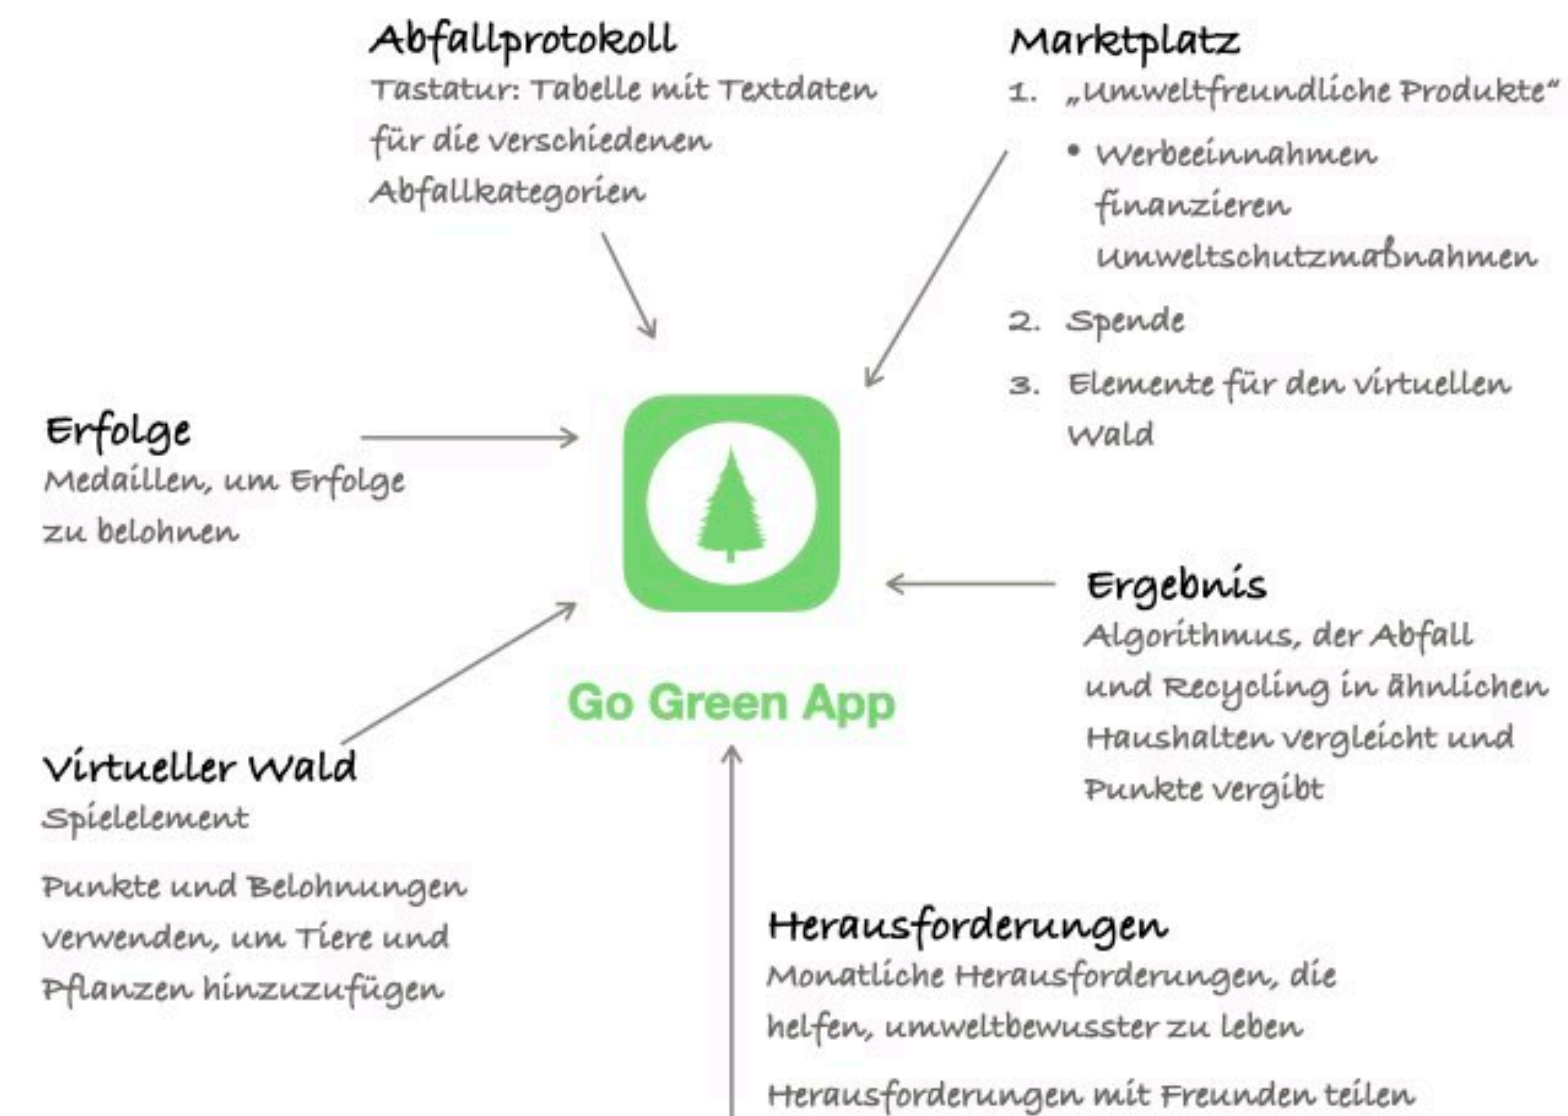 Abfallprotokoll
Tastatur: Tabelle mit Textdaten
für die verschiedenen
Abfallkategorien
Marktplatz
1. „Umweltfreundliche Produkte“
• Werbeeinnahmen
finanzieren
Umweltschutzmaßnahmen
2. Spende
3. Elemente für den virtuellen
Wald
Erfolge
Medaillen, um Erfolge
zu belohnen
Go Green App
Ergebnis
Algorithmus, der Abfall
und Recycling in ähnlichen
Haushalten vergleicht und
Punkte vergibt
Virtueller Wald
Spielelement
Punkte und Belohnungen
verwenden, um Tiere und
Pflanzen hinzuzufügen
Herausforderungen
Monatliche Herausforderungen, die
helfen, umweltbewusster zu leben
Herausforderungen mit Freunden teilen